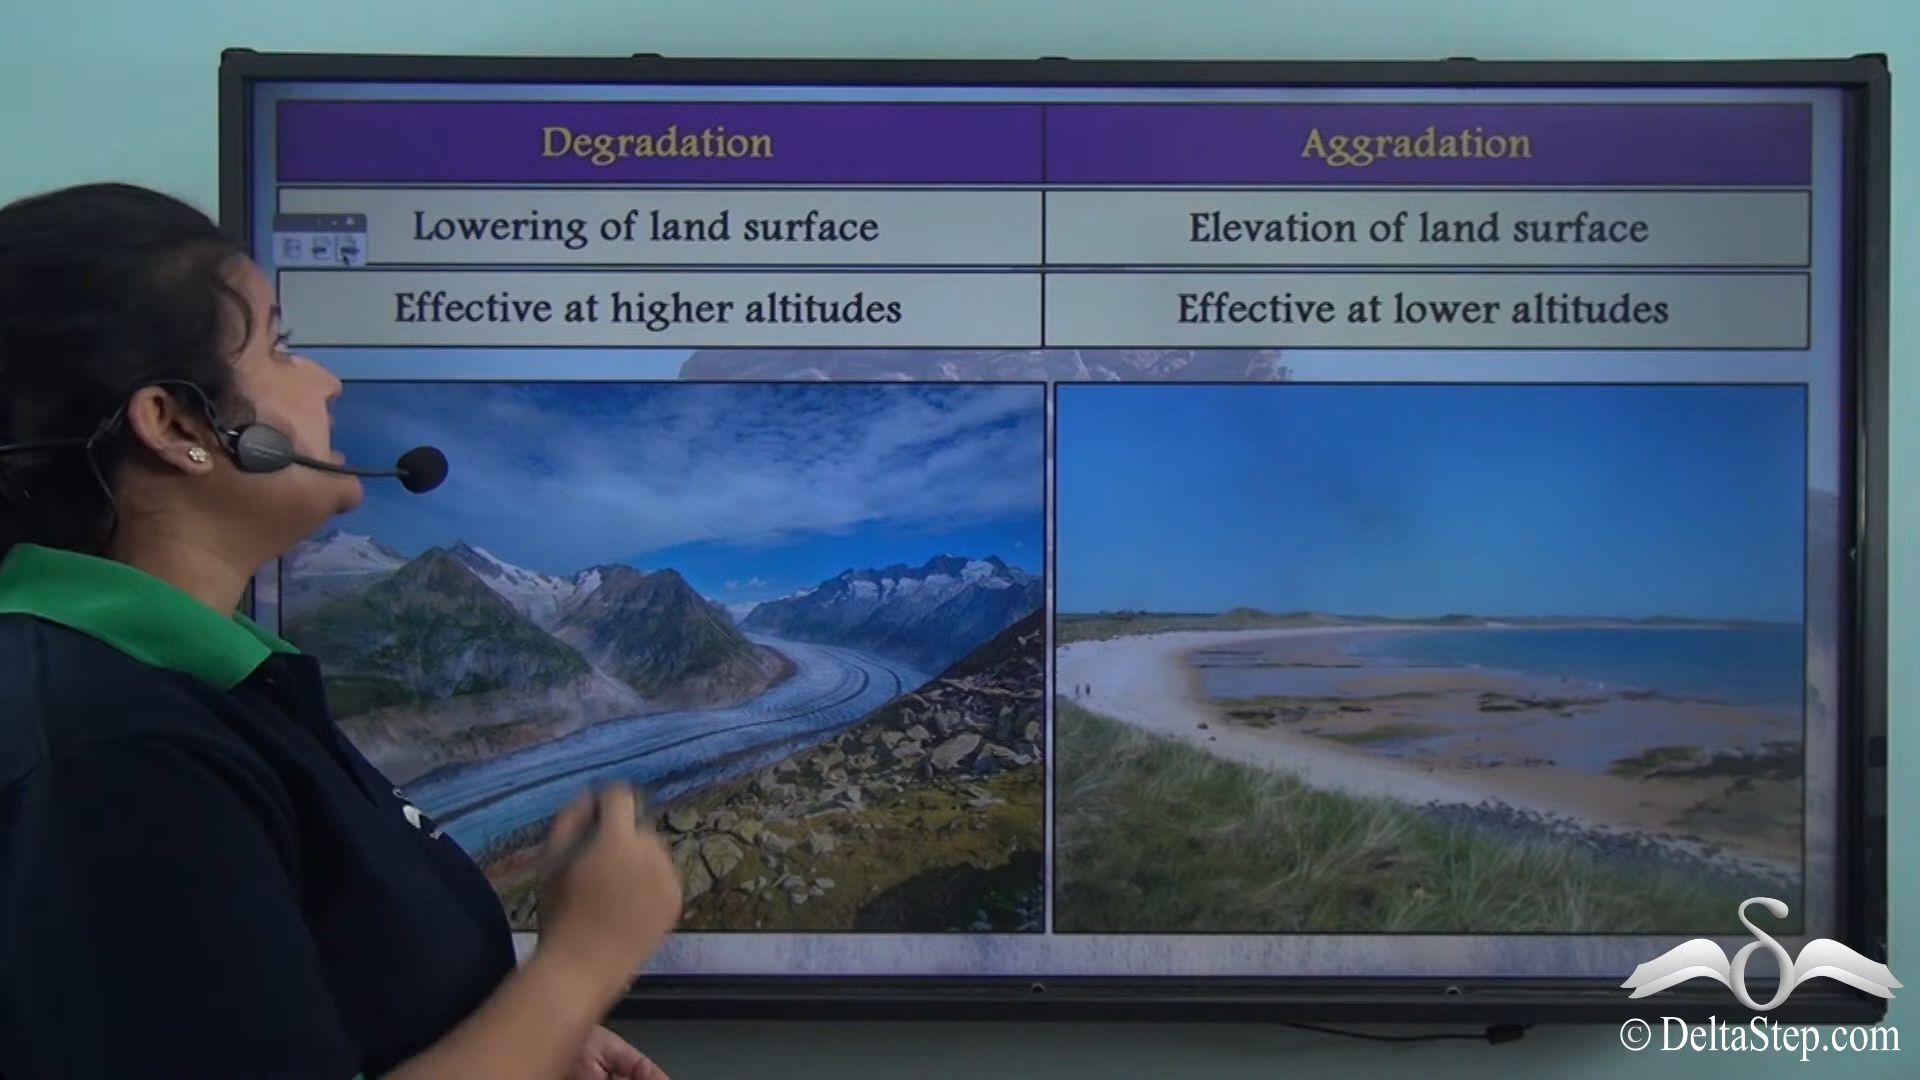 Degradation
Aggradation
Lowering of land surface
Elevation of land surface
Effective at higher altitudes
Effective at lower altitudes
© DeltaStep.com